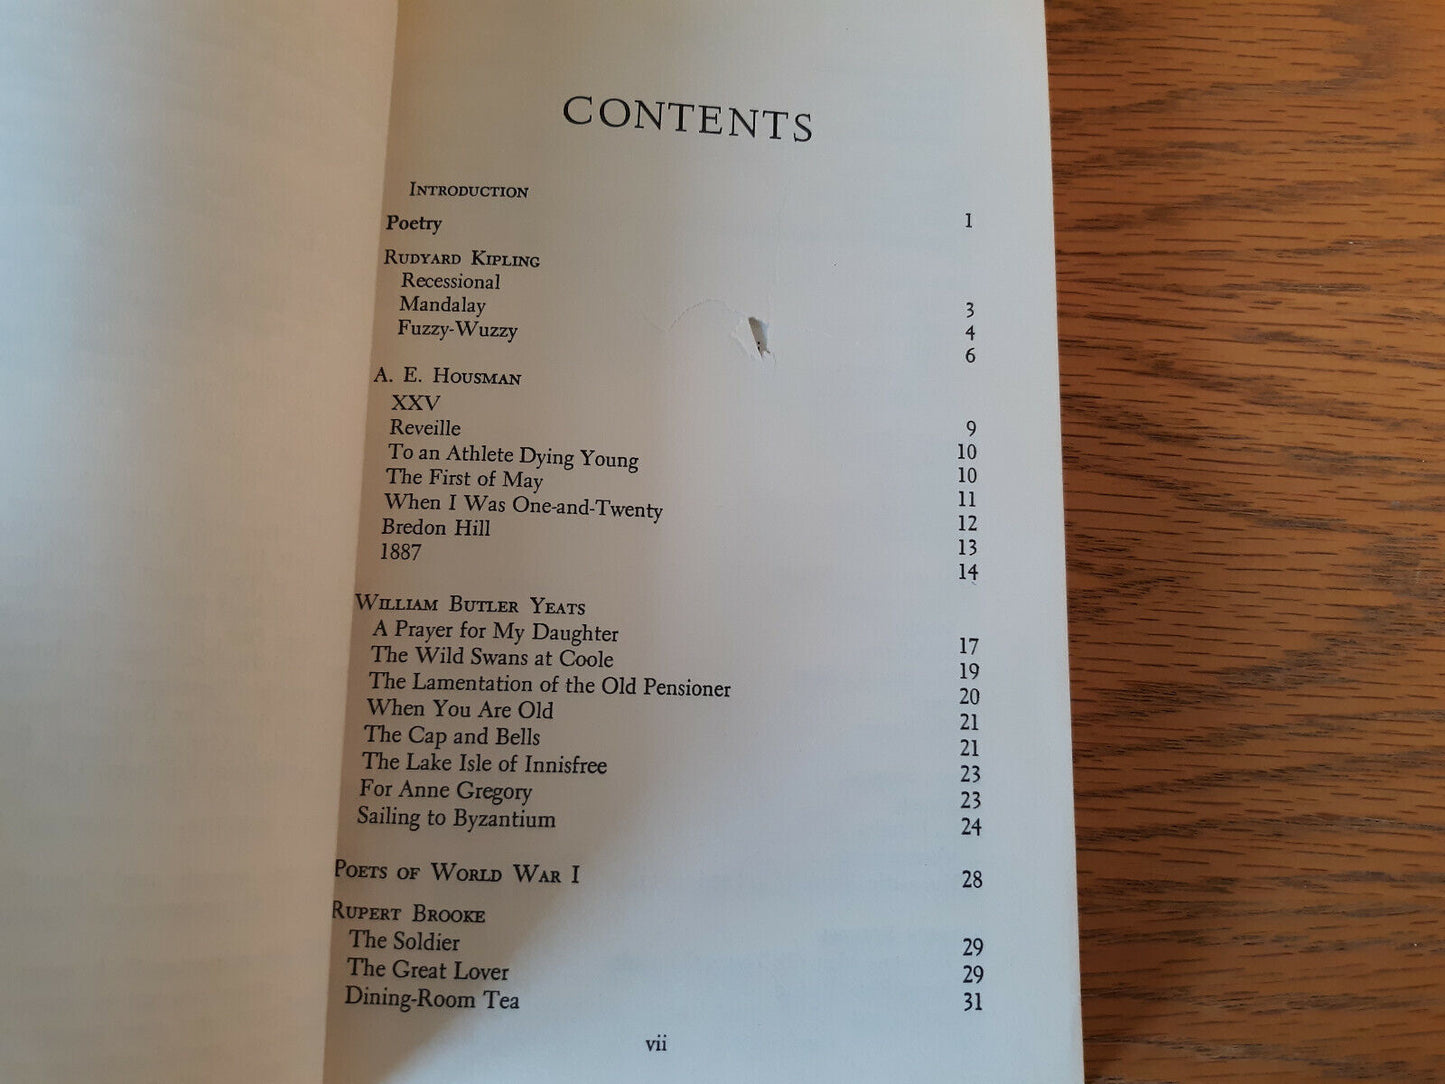 CONTENTS
INTRODUCTION 1
Poetry
RUDYARD KIPLING
Recessional 3
Mandalay 4
Fuzzy-Wuzzy 6
A. E. HOUSMAN
XXV 9
Reveille 10
To an Athlete Dying Young 10
The First of May 11
When I Was One-and-Twenty 12
Bredon Hill 13
1887 14
WILLIAM BUTLER YEATS
A Prayer for My Daughter 17
The Wild Swans at Coole 19
The Lamentation of the Old Pensioner 20
When You Are Old 21
The Cap and Bells 21
The Lake Isle of Innisfree 23
For Anne Gregory 23
Sailing to Byzantium 24
POETS OF WORLD WAR I 28
RUPERT BROOKE
The Soldier 29
The Great Lover 29
Dining-Room Tea 31
vii